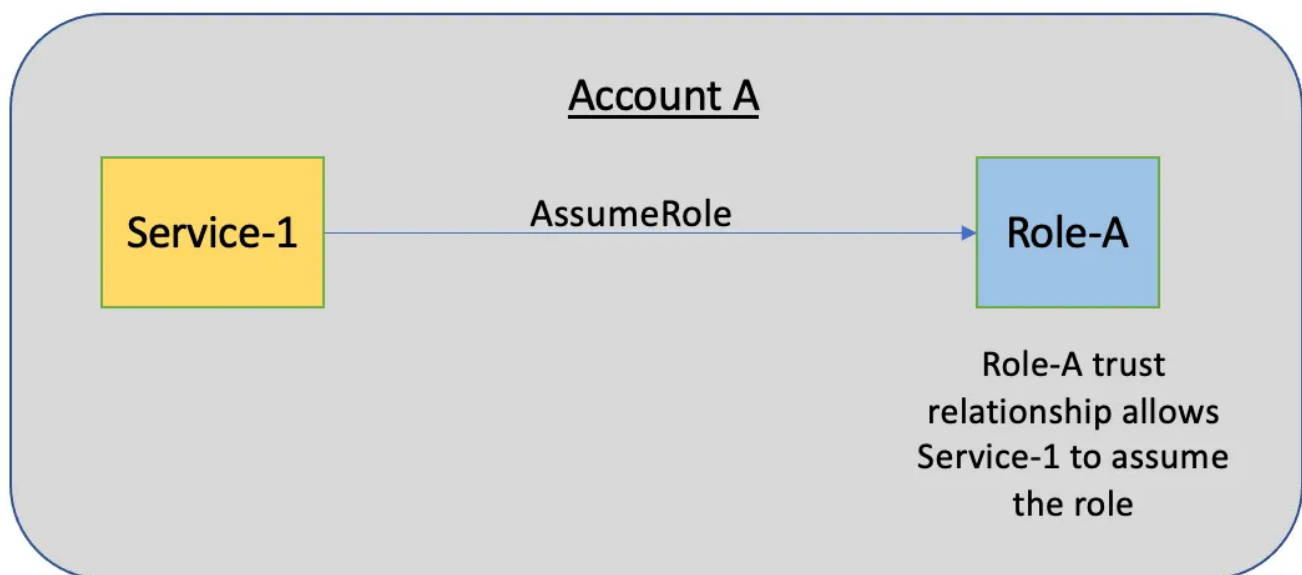 Account A
Service-1
AssumeRole
Role-A
Role-A trust
relationship allows
Service-1 to assume
the role